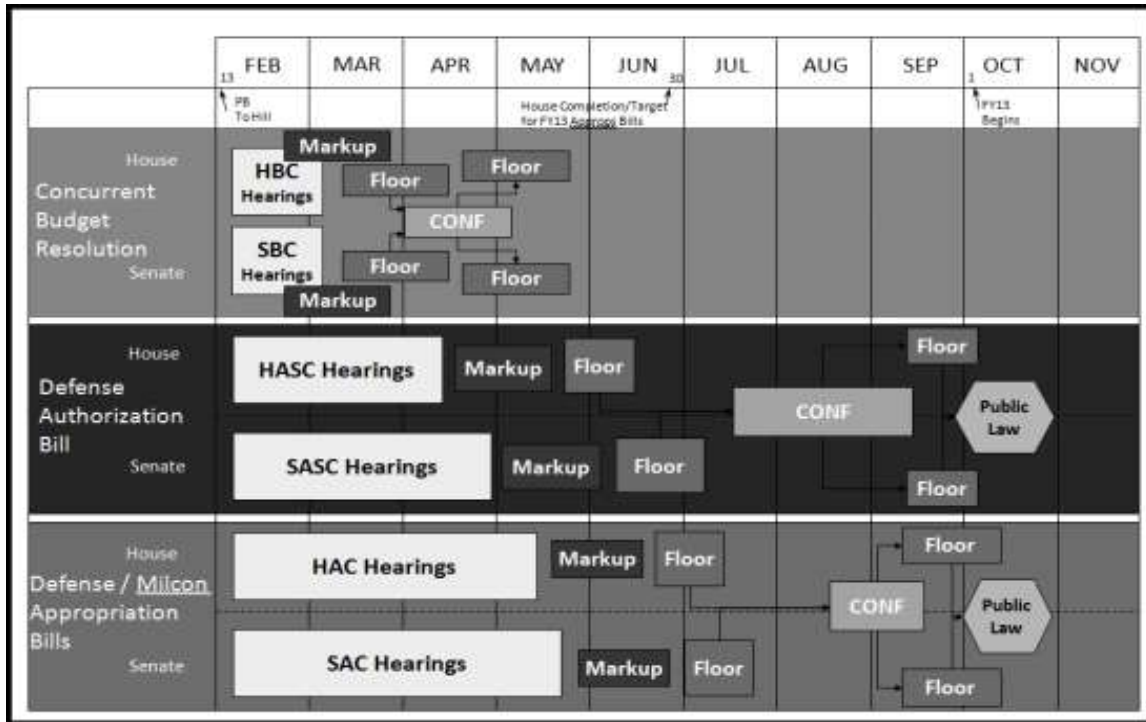 FEB MAR APR MAY JUN JUL AUG SEP OCT NOV
13 30 1
PB
To Hill
House Completion/Target
for FY13 Approps Bills
FY13
Begins
House
Concurrent
Budget
Resolution
Senate
Markup
HBC
Hearings
Floor
Floor
CONF
SBC
Hearings
Floor
Floor
Markup
House
Defense
Authorization
Bill
Senate
HASC Hearings
Markup
Floor
Floor
CONF
Public
Law
SASC Hearings
Markup
Floor
Floor
House
Defense / Milcon
Appropriation
Bills
Senate
HAC Hearings
Markup
Floor
Floor
CONF
Public
Law
SAC Hearings
Markup
Floor
Floor